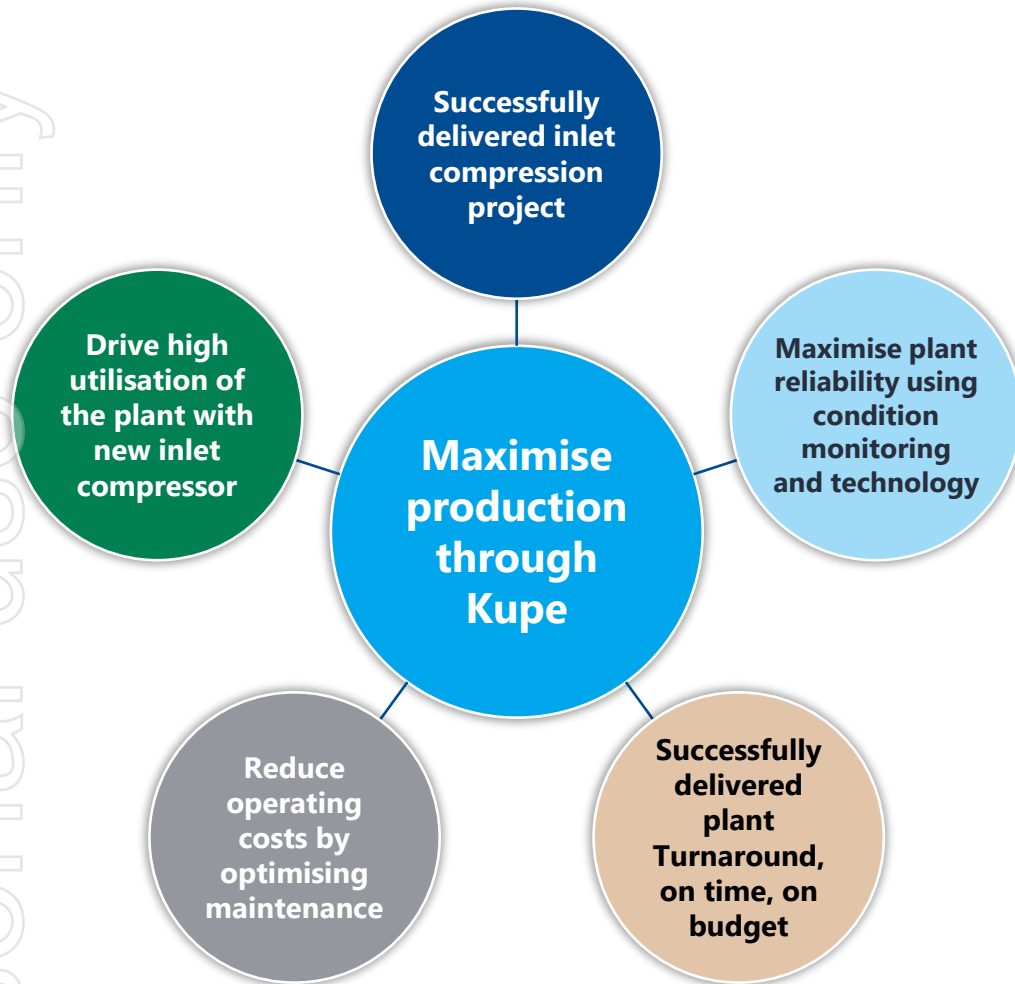 Successfully
delivered inlet
compression
project
Drive high
utilisation of
the plant with
new inlet
compressor
Maximise plant
reliability using
condition
monitoring
and technology
Maximise
production
through
Kupe
Reduce
operating
costs by
optimising
maintenance
Successfully
delivered
plant
Turnaround,
on time, on
budget